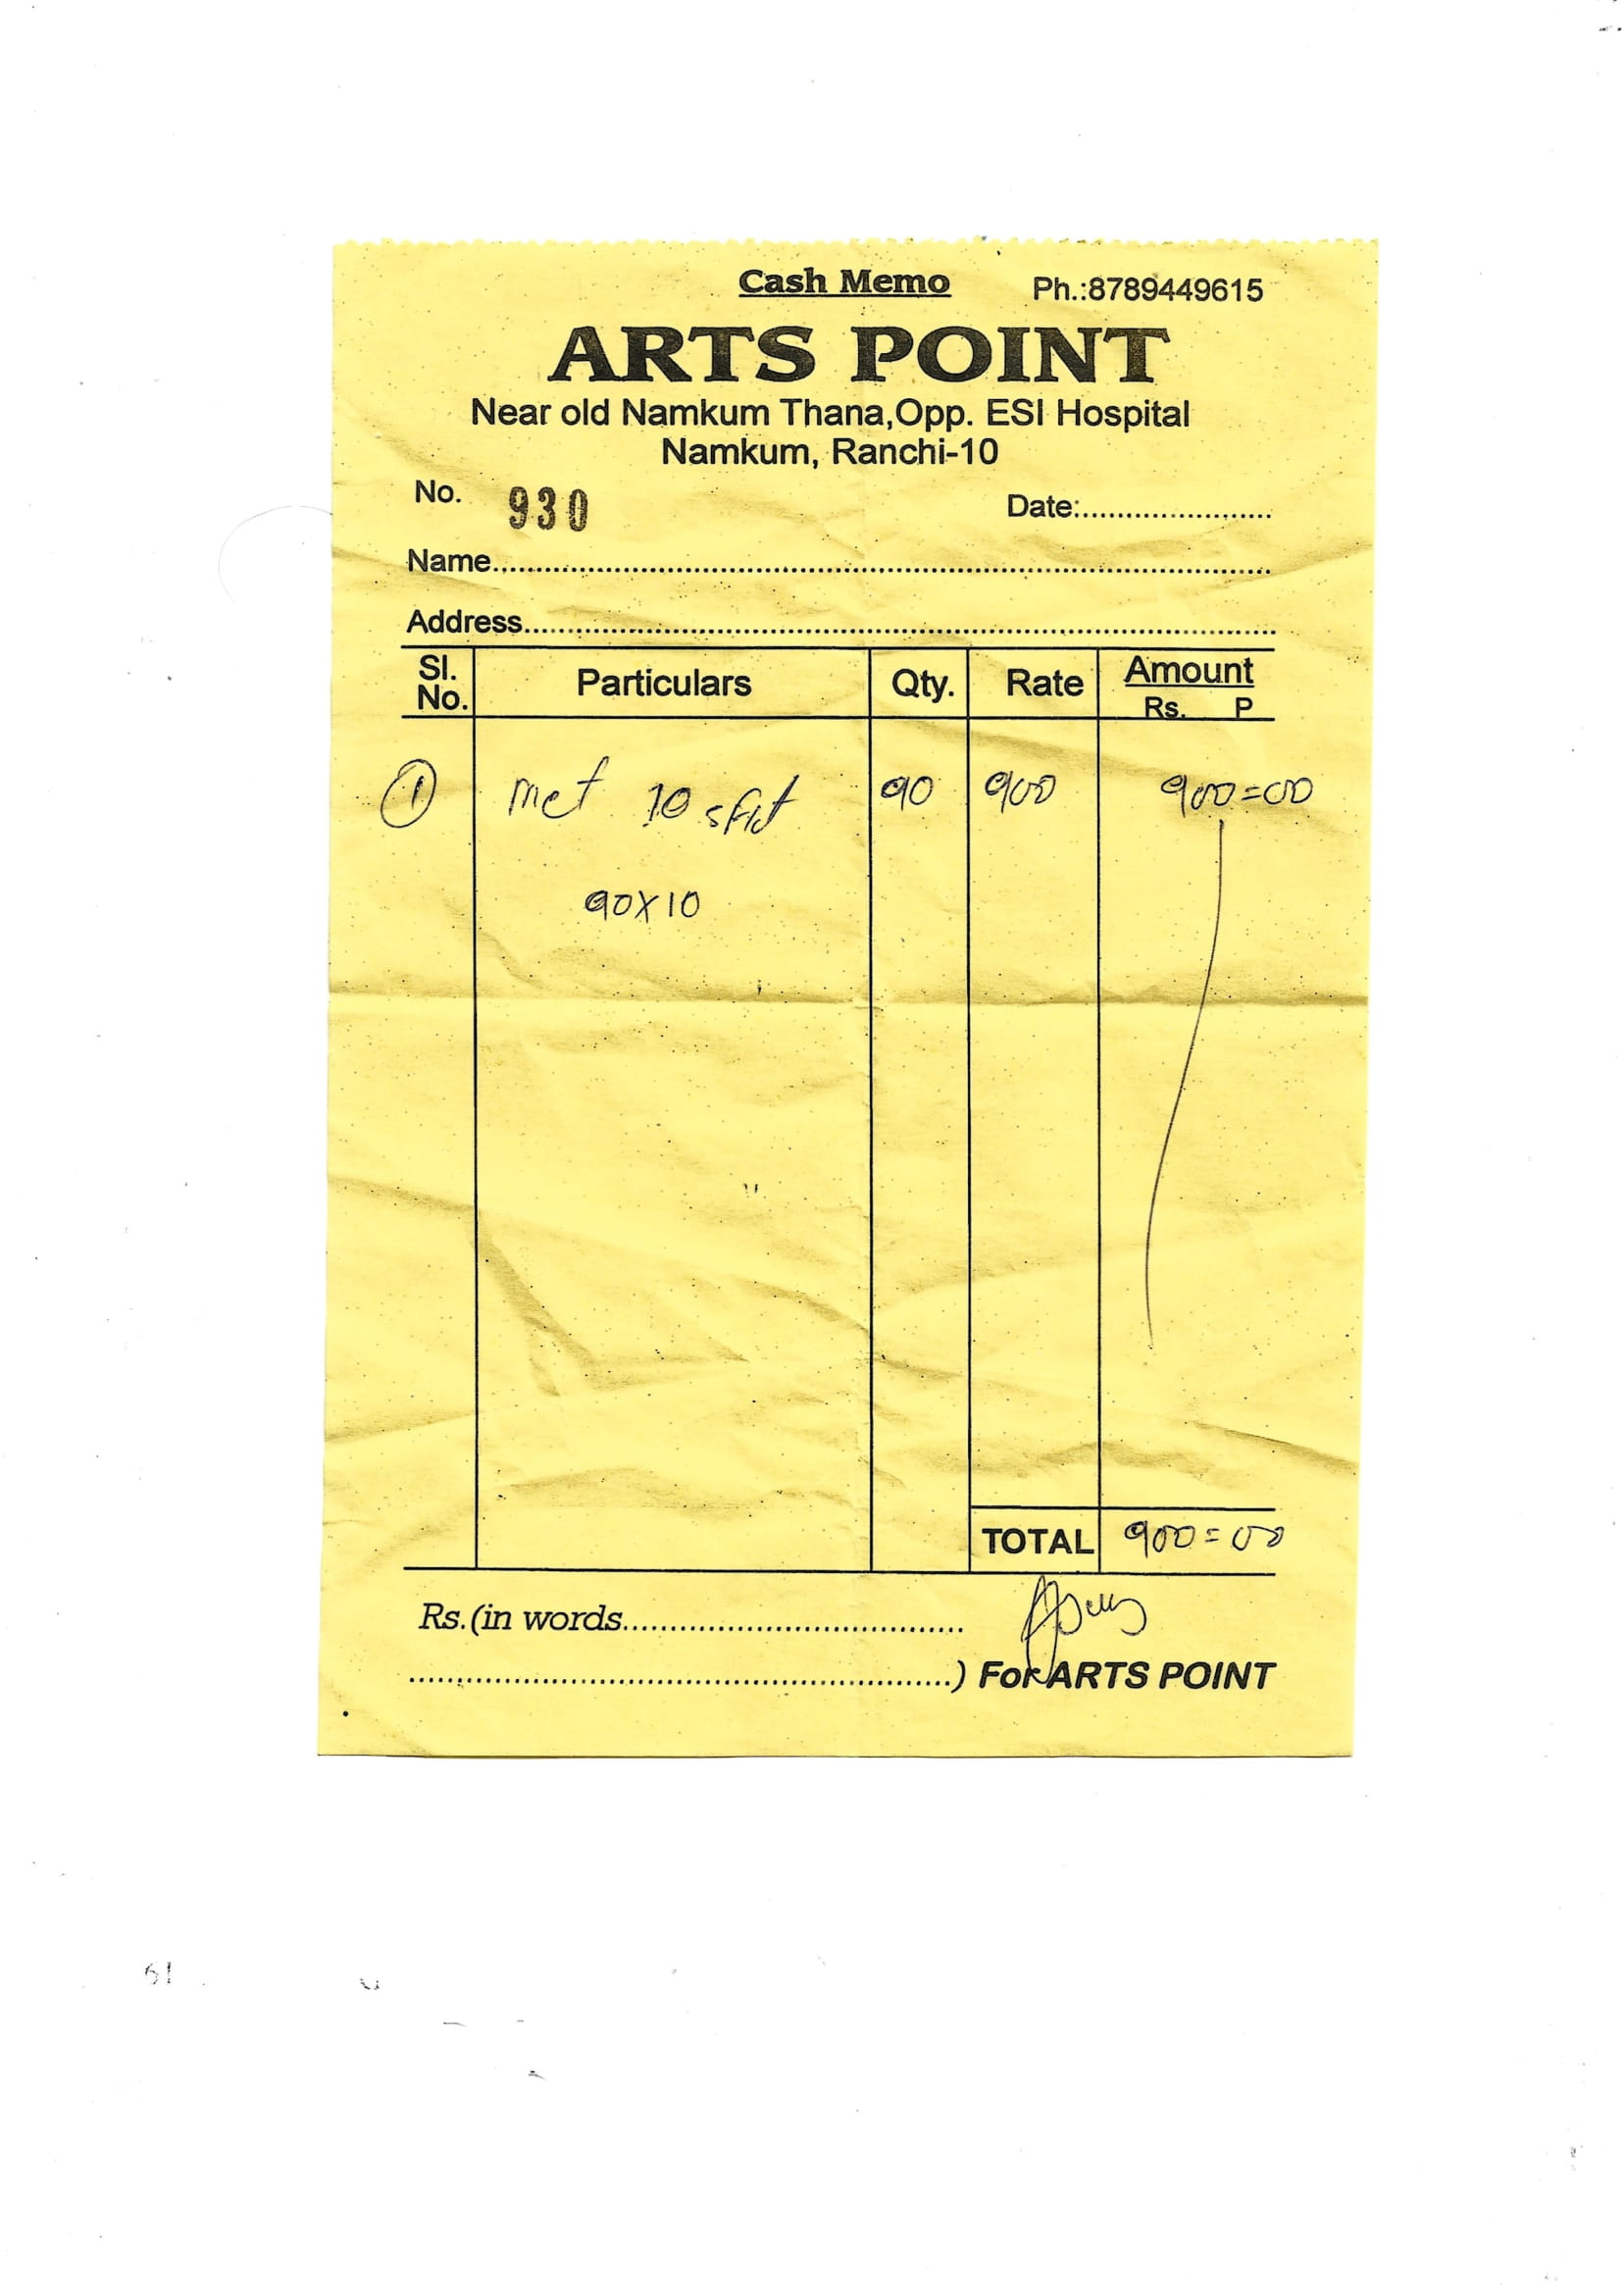 Cash Memo Ph.:8789449615
ARTS POINT
Near old Namkum Thana,Opp. ESI Hospital
Namkum, Ranchi-10
No. 930 Date:......................
Name..........................................................................................
Address.......................................................................................
Sl. No. Particulars Qty. Rate Amount Rs. P
1 met 10 90 900 900=00
90X10
TOTAL 900=00
Rs.(in words.......................................
...............................................................) For ARTS POINT
61